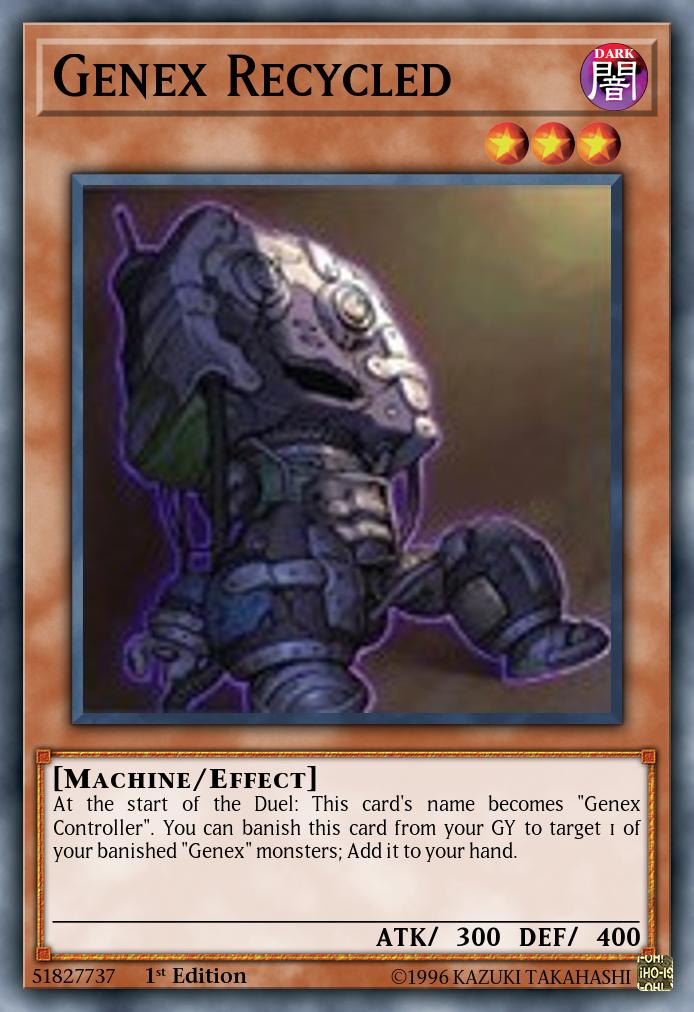 Genex Recycled
DARK
闇
[Machine/Effect]
At the start of the Duel: This card's name becomes "Genex
Controller". You can banish this card from your GY to target 1 of
your banished "Genex" monsters; Add it to your hand.
ATK/ 300 DEF/ 400
51827737 1st Edition ©1996 KAZUKI TAKAHASHI